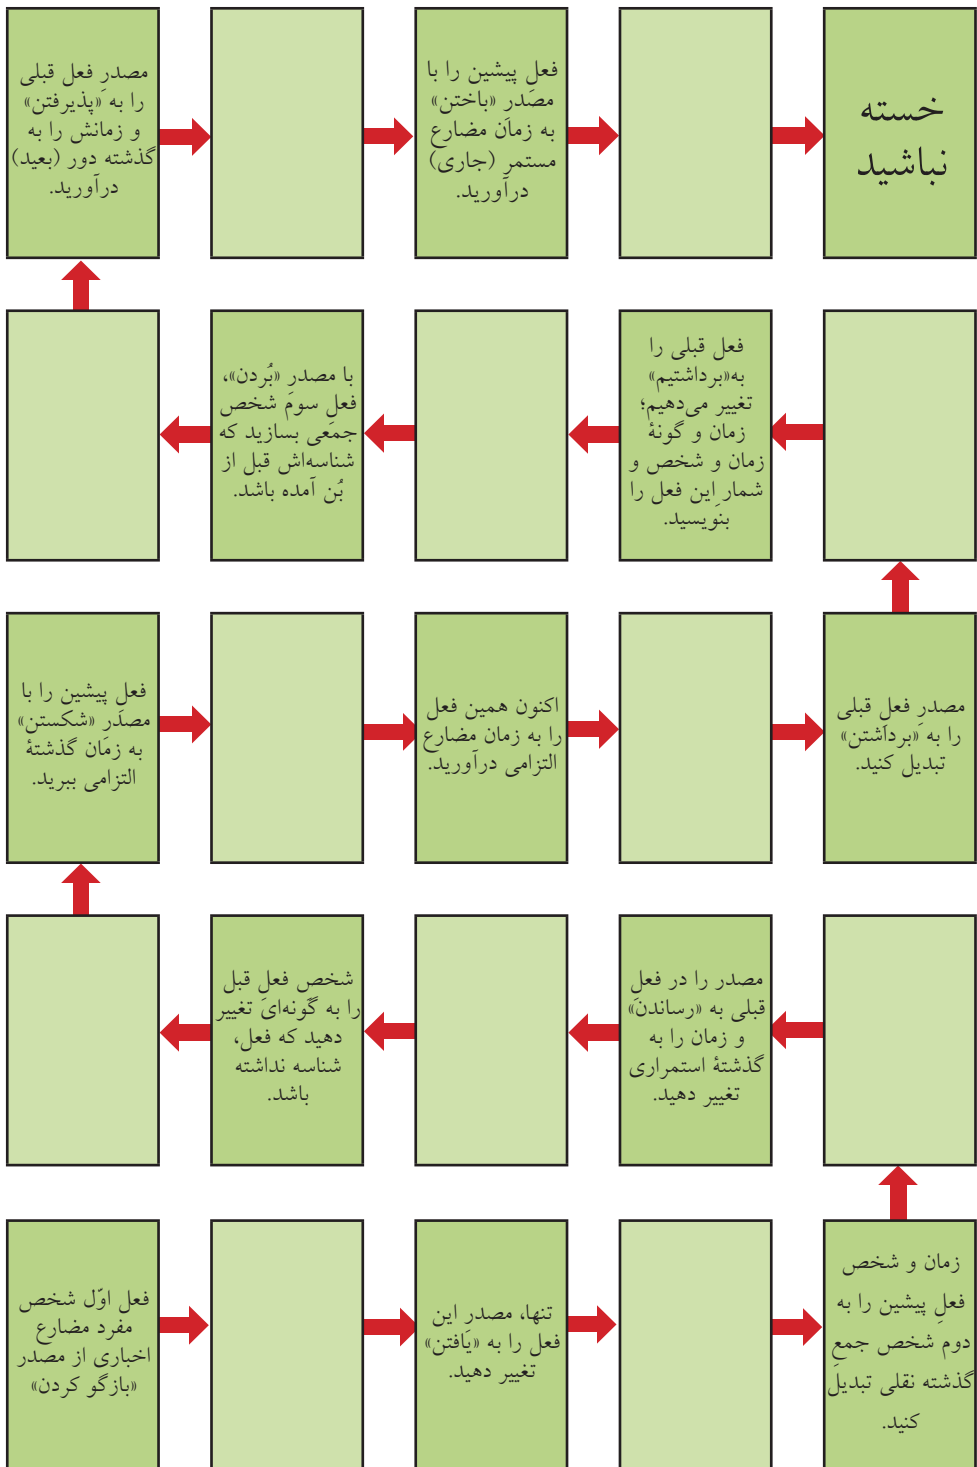 خسته
نباشید
فعل پیشین را با
مصدرِ «باختن»
به زمان مضارع
مستمر (جاری)
درآورید.
مصدرِ فعل قبلی
را به «پذیرفتن»
و زمانش را به
گذشته دور (بعید)
درآورید.
فعل قبلی را
به«برداشتیم»
تغییر می‌دهیم؛
زمان و گونهٔ
زمان و شخص و
شمارِ این فعل را
بنویسید.
با مصدرِ «بُردن»،
فعلِ سوم شخص
جمعی بسازید که
شناسه‌اش قبل از
بُن آمده باشد.
مصدرِ فعلِ قبلی
را به «برداشتن»
تبدیل کنید.
اکنون همین فعل
را به زمان مضارع
التزامی درآورید.
فعلِ پیشین را با
مصدرِ «شکستن»
به زمان گذشتهٔ
التزامی ببرید.
مصدر را در فعلِ
قبلی به «رساندن»
و زمان را به
گذشتهٔ استمراری
تغییر دهید.
شخصِ فعلِ قبل
را به گونه‌ای تغییر
دهید که فعل،
شناسه نداشته
باشد.
زمان و شخص
فعلِ پیشین را به
دوم شخص جمعِ
گذشته نقلی تبدیل
کنید.
تنها، مصدر این
فعل را به «یافتن»
تغییر دهید.
فعل اوّل شخص
مفرد مضارع
اخباری از مصدر
«بازگو کردن»